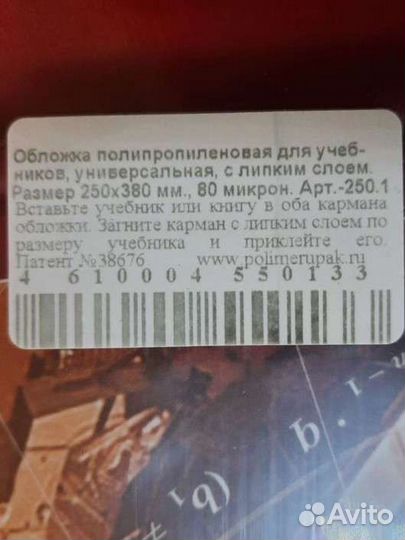 Обложка полипропиленовая для учеб-
ников, универсальная, с липким слоем.
Размер 250х380 мм., 80 микрон. Арт.-250.1
Вставьте учебник или книгу в оба кармана
обложки. Загните карман с липким слоем по
размеру учебника и приклейте его.
Патент №38676 www.polimerupak.ru
4 610004 550133
n-1
. q
(b1
≠
Avito